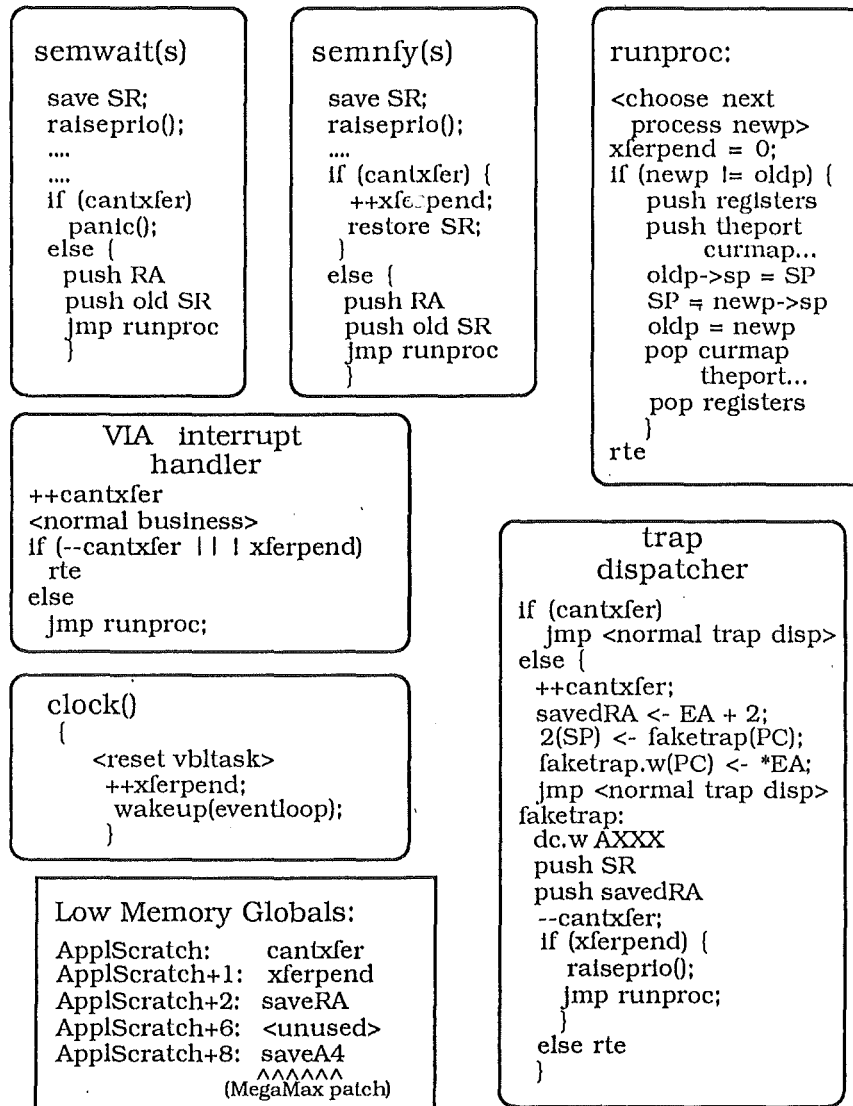 semwait(s)
save SR;
raiseprio();
....
....
if (cantxfer)
panic();
else {
push RA
push old SR
jmp runproc
}
semnfy(s)
save SR;
raiseprio();
....
if (cantxfer) {
++xferpend;
restore SR;
}
else {
push RA
push old SR
jmp runproc
}
runproc:
<choose next
process newp>
xferpend = 0;
if (newp != oldp) {
push registers
push theport
curmap...
oldp->sp = SP
SP = newp->sp
oldp = newp
pop curmap
theport...
pop registers
}
rte
VIA interrupt
handler
++cantxfer
<normal business>
if (--cantxfer || ! xferpend)
rte
else
jmp runproc;
clock()
{
<reset vbltask>
++xferpend;
wakeup(eventloop);
}
Low Memory Globals:
ApplScratch: cantxfer
ApplScratch+1: xferpend
ApplScratch+2: saveRA
ApplScratch+6: <unused>
ApplScratch+8: saveA4
^^^^^^
(MegaMax patch)
trap
dispatcher
if (cantxfer)
jmp <normal trap disp>
else {
++cantxfer;
savedRA <- EA + 2;
2(SP) <- faketrap(PC);
faketrap.w(PC) <- *EA;
jmp <normal trap disp>
faketrap:
dc.w AXXX
push SR
push savedRA
--cantxfer;
if (xferpend) {
raiseprio();
jmp runproc;
}
else rte
}